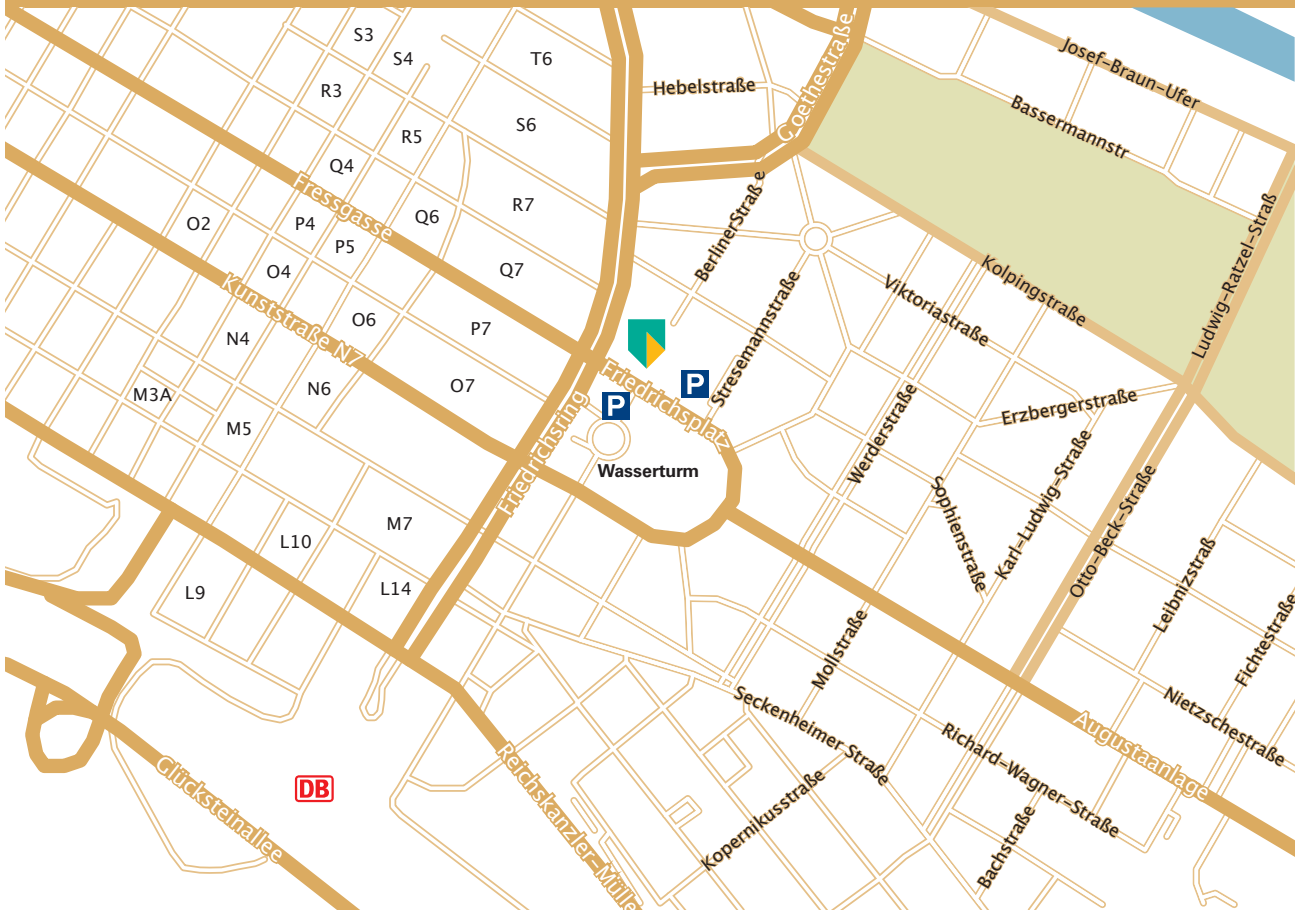 S3
S4
T6
Hebelstraße
Goethestraße
Josef-Braun-Ufer
R3
Bassermannstr
R5
S6
Q4
Fressgasse
R7
O2
P4
Q6
P5
BerlinerStraße
Ludwig-Ratzel-Straß
O4
Q7
Kolpingstraße
Kunststraße N7
Viktoriastraße
Stresemannstraße
O6
P7
N4
Friedrichsplatz
P
P
M3A
N6
O7
Erzbergerstraße
Werderstraße
M5
Friedrichsring
Wasserturm
Karl-Ludwig-Straße
Sophienstraße
Otto-Beck-Straße
M7
L10
L9
L14
Leibnizstraß
Fichtestraße
Mollstraße
Seckenheimer Straße
Nietzschestraße
Augustaanlage
Richard-Wagner-Straße
DB
Glücksteinallee
Reichskanzler-Mülle
Kopernikusstraße
Bachstraße